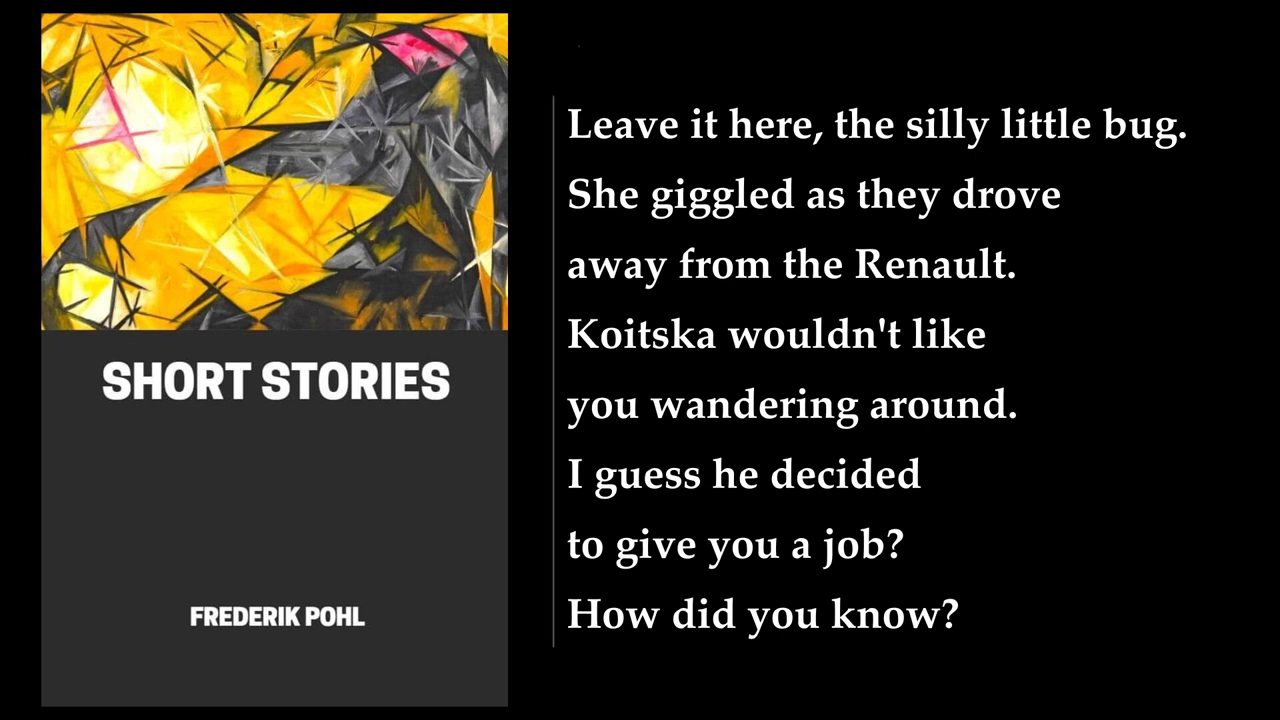 SHORT STORIES
FREDERIK POHL
Leave it here, the silly little bug.
She giggled as they drove
away from the Renault.
Koitska wouldn't like
you wandering around.
I guess he decided
to give you a job?
How did you know?